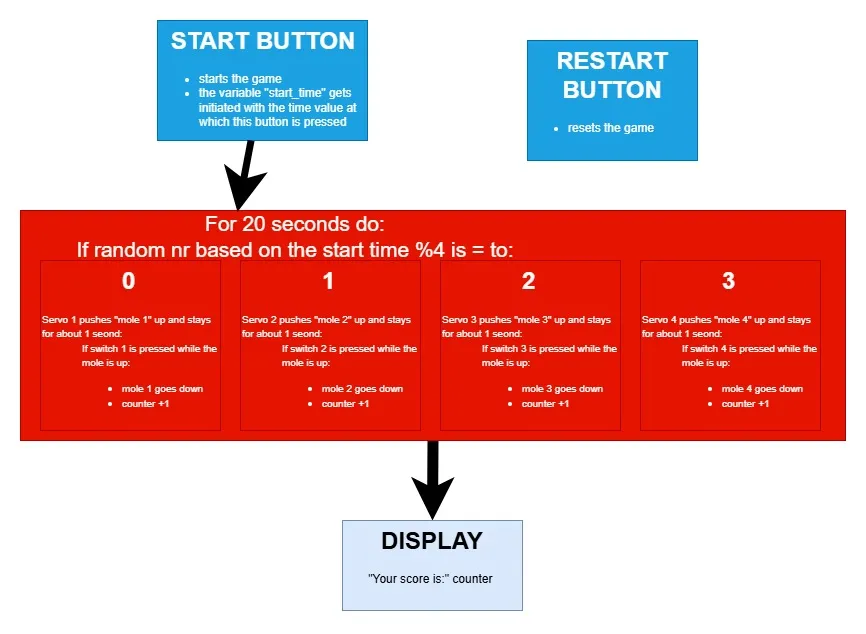 START BUTTON
• starts the game
• the variable "start_time" gets
initiated with the time value at
which this button is pressed
RESTART
BUTTON
• resets the game
For 20 seconds do:
If random nr based on the start time %4 is = to:
0
Servo 1 pushes "mole 1" up and stays
for about 1 seond:
If switch 1 is pressed while the
mole is up:
• mole 1 goes down
• counter +1
1
Servo 2 pushes "mole 2" up and stays
for about 1 seond:
If switch 2 is pressed while the
mole is up:
• mole 2 goes down
• counter +1
2
Servo 3 pushes "mole 3" up and stays
for about 1 seond:
If switch 3 is pressed while the
mole is up:
• mole 3 goes down
• counter +1
3
Servo 4 pushes "mole 4" up and stays
for about 1 seond:
If switch 4 is pressed while the
mole is up:
• mole 4 goes down
• counter +1
DISPLAY
"Your score is:" counter